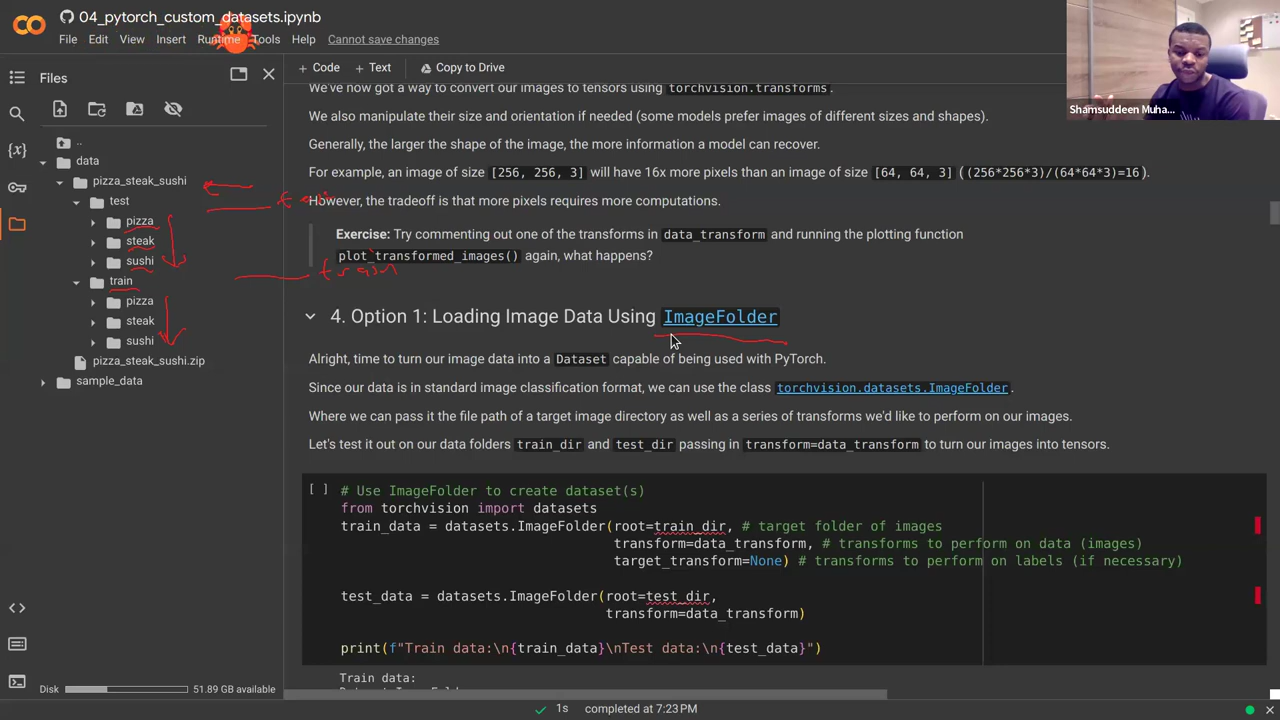 04_pytorch_custom_datasets.ipynb
File Edit View Insert Runtime Tools Help Cannot save changes
Files
+ Code + Text Copy to Drive
Shamsuddeen Muha...
..
data
pizza_steak_sushi
test
pizza
steak
sushi
train
pizza
steak
sushi
pizza_steak_sushi.zip
sample_data
train
Disk 51.89 GB available
We've now got a way to convert our images to tensors using torchvision.transforms.
We also manipulate their size and orientation if needed (some models prefer images of different sizes and shapes).
Generally, the larger the shape of the image, the more information a model can recover.
For example, an image of size [256, 256, 3] will have 16x more pixels than an image of size [64, 64, 3] ((256*256*3)/(64*64*3)=16).
However, the tradeoff is that more pixels requires more computations.
Exercise: Try commenting out one of the transforms in data_transform and running the plotting function
plot_transformed_images() again, what happens?
4. Option 1: Loading Image Data Using ImageFolder
Alright, time to turn our image data into a Dataset capable of being used with PyTorch.
Since our data is in standard image classification format, we can use the class torchvision.datasets.ImageFolder.
Where we can pass it the file path of a target image directory as well as a series of transforms we'd like to perform on our images.
Let's test it out on our data folders train_dir and test_dir passing in transform=data_transform to turn our images into tensors.
[ ] # Use ImageFolder to create dataset(s)
from torchvision import datasets
train_data = datasets.ImageFolder(root=train_dir, # target folder of images
transform=data_transform, # transforms to perform on data (images)
target_transform=None) # transforms to perform on labels (if necessary)
test_data = datasets.ImageFolder(root=test_dir,
transform=data_transform)
print(f"Train data:\n{train_data}\nTest data:\n{test_data}")
Train data:
1s completed at 7:23PM